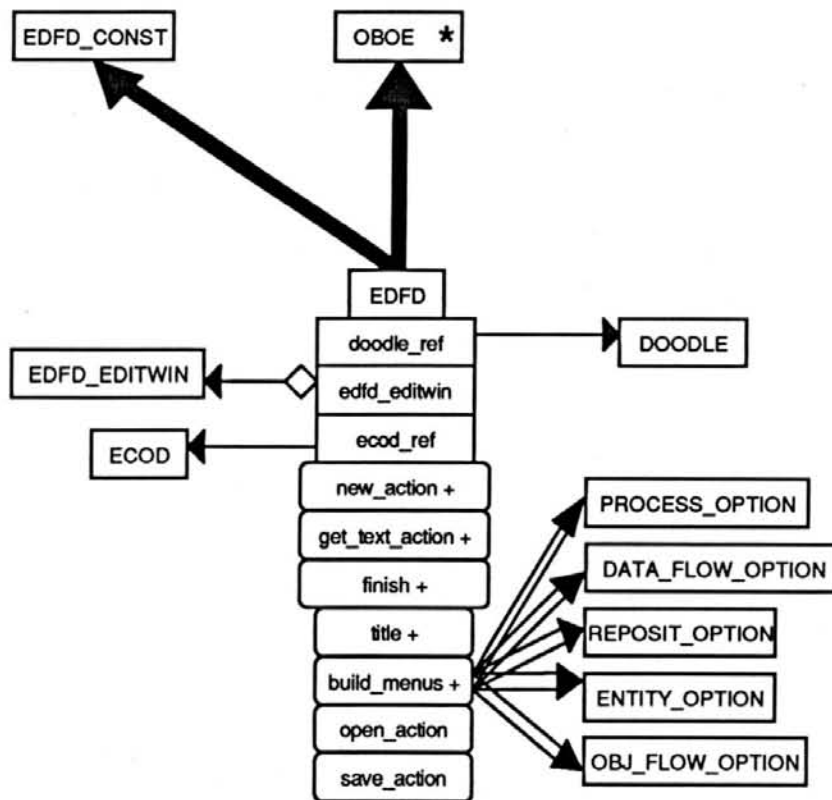 EDFD_CONST
OBOE *
EDFD
doodle_ref
DOODLE
EDFD_EDITWIN
edfd_editwin
ECOD
ecod_ref
new_action +
get_text_action +
finish +
title +
build_menus +
open_action
save_action
PROCESS_OPTION
DATA_FLOW_OPTION
REPOSIT_OPTION
ENTITY_OPTION
OBJ_FLOW_OPTION